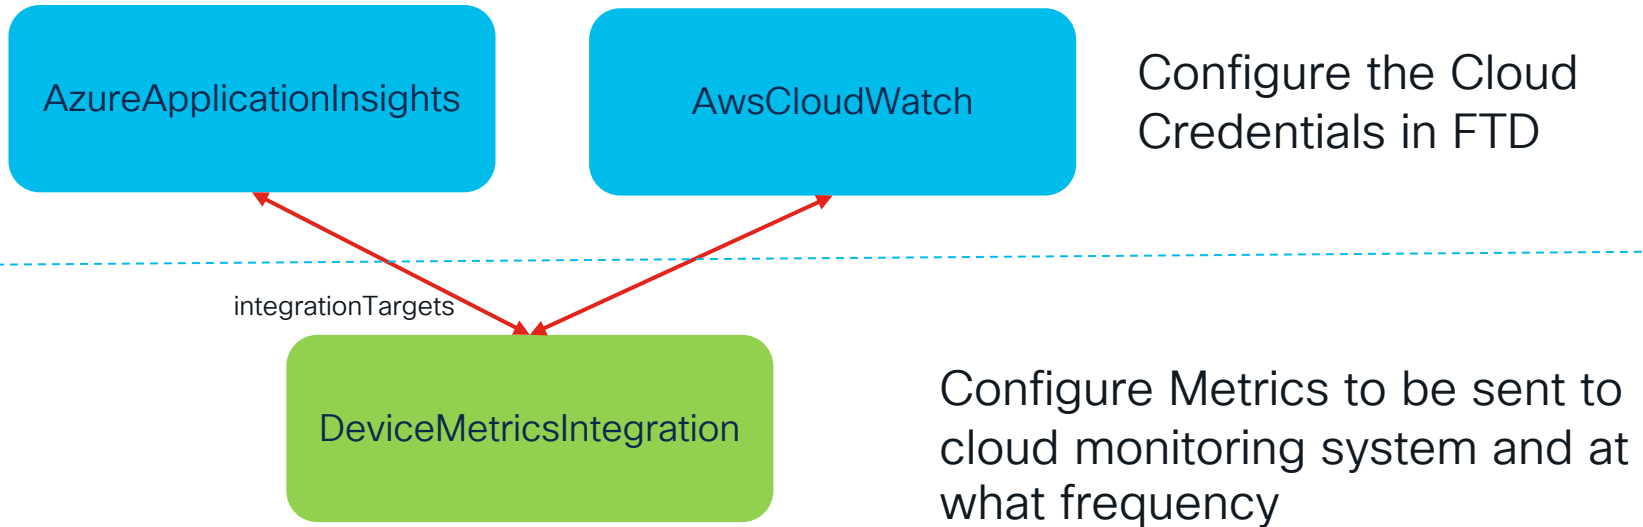 AzureApplicationInsights
AwsCloudWatch
Configure the Cloud
Credentials in FTD
integrationTargets
DeviceMetricsIntegration
Configure Metrics to be sent to
cloud monitoring system and at
what frequency